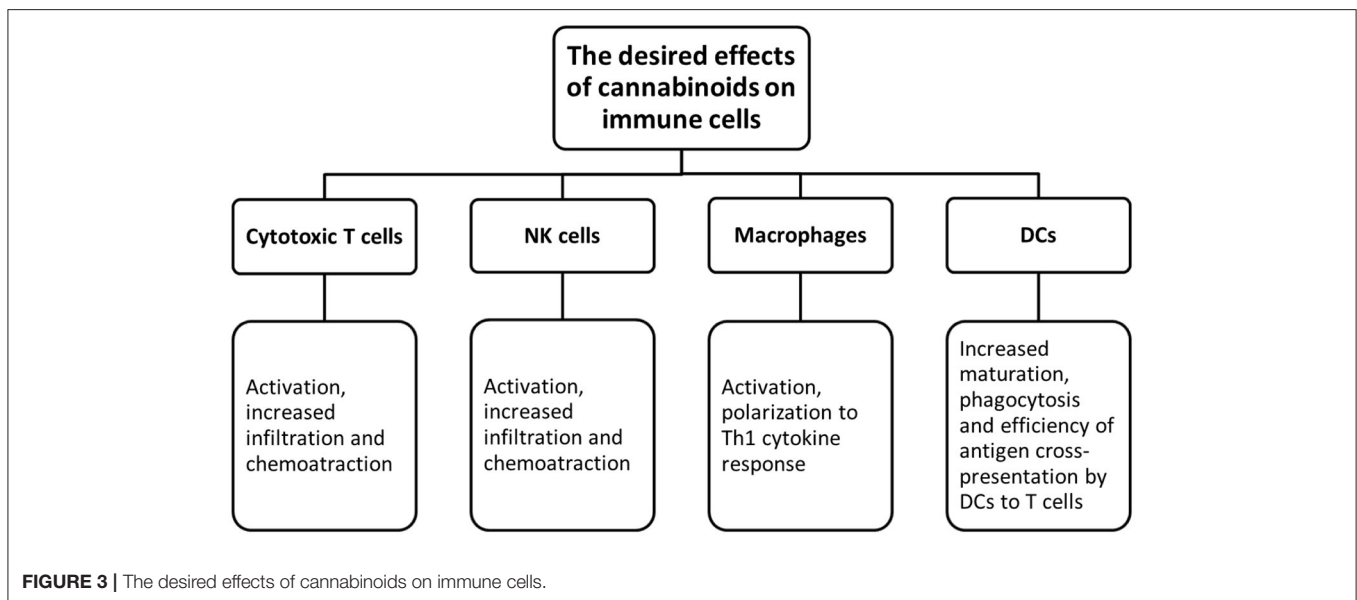 The desired effects
of cannabinoids on
immune cells
Cytotoxic T cells
NK cells
Macrophages
DCs
Activation,
increased
infiltration and
chemoatraction
Activation,
increased
infiltration and
chemoatraction
Activation,
polarization to
Th1 cytokine
response
Increased
maturation,
phagocytosis
and efficiency of
antigen cross-
presentation by
DCs to T cells
FIGURE 3 | The desired effects of cannabinoids on immune cells.